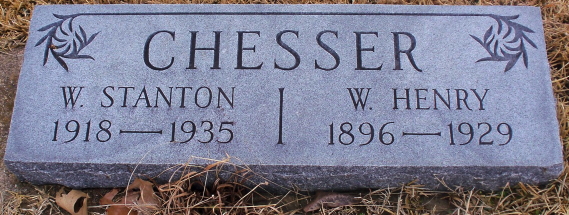 CHESSER
W. STANTON | W. HENRY
1918—1935 | 1896—1929